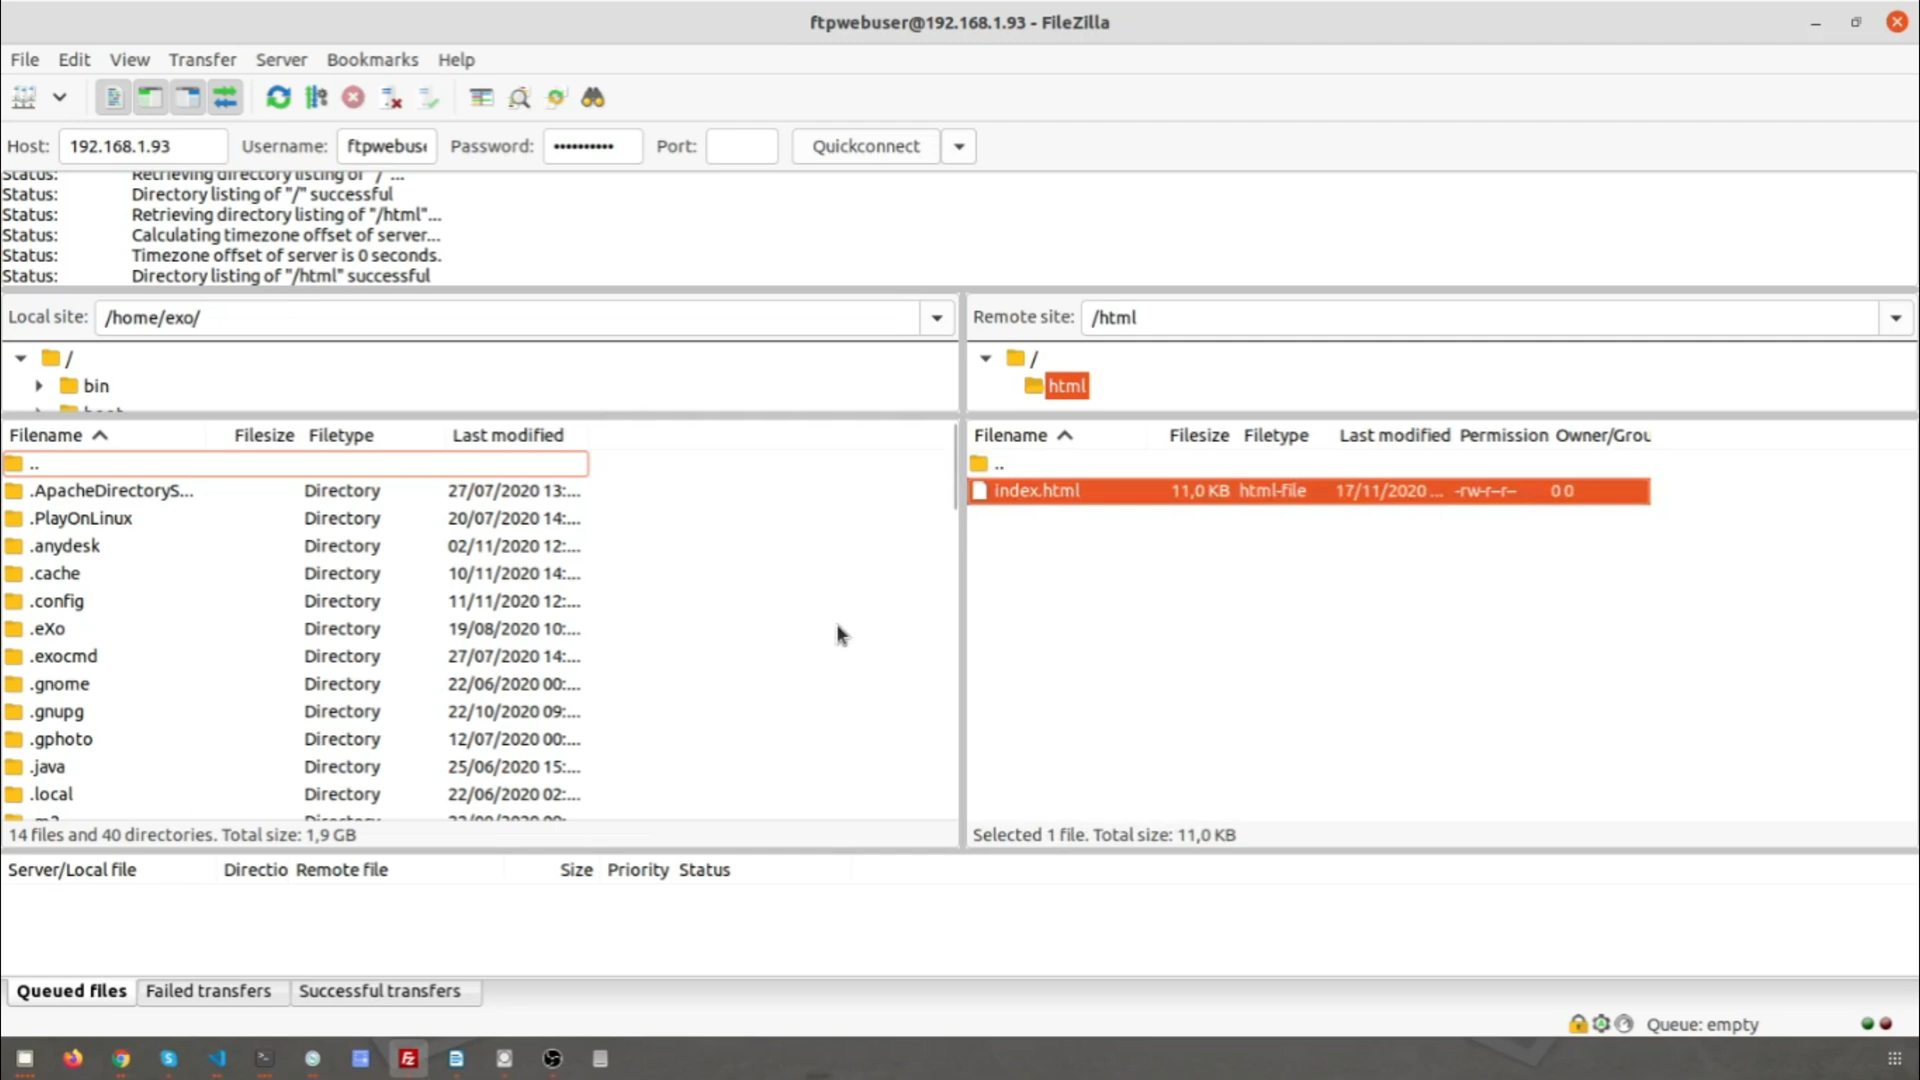 ftpwebuser@192.168.1.93 - FileZilla
File Edit View Transfer Server Bookmarks Help
Host: 192.168.1.93 Username: ftpwebuse Password: •••••••••• Port: Quickconnect
Status: Retrieving directory listing of "/"...
Status: Directory listing of "/" successful
Status: Retrieving directory listing of "/html"...
Status: Calculating timezone offset of server...
Status: Timezone offset of server is 0 seconds.
Status: Directory listing of "/html" successful
Local site: /home/exo/
/
bin
Remote site: /html
/
html
Filename Filesize Filetype Last modified
..
.ApacheDirectoryS... Directory 27/07/2020 13:...
.PlayOnLinux Directory 20/07/2020 14:...
.anydesk Directory 02/11/2020 12:...
.cache Directory 10/11/2020 14:...
.config Directory 11/11/2020 12:...
.eXo Directory 19/08/2020 10:...
.exocmd Directory 27/07/2020 14:...
.gnome Directory 22/06/2020 00:...
.gnupg Directory 22/10/2020 09:...
.gphoto Directory 12/07/2020 00:...
.java Directory 25/06/2020 15:...
.local Directory 22/06/2020 02:...
14 files and 40 directories. Total size: 1,9 GB
Filename Filesize Filetype Last modified Permission Owner/Grou
..
index.html 11,0 KB html-file 17/11/2020 ... -rw-r--r-- 0 0
Selected 1 file. Total size: 11,0 KB
Server/Local file Directio Remote file Size Priority Status
Queued files Failed transfers Successful transfers
Queue: empty